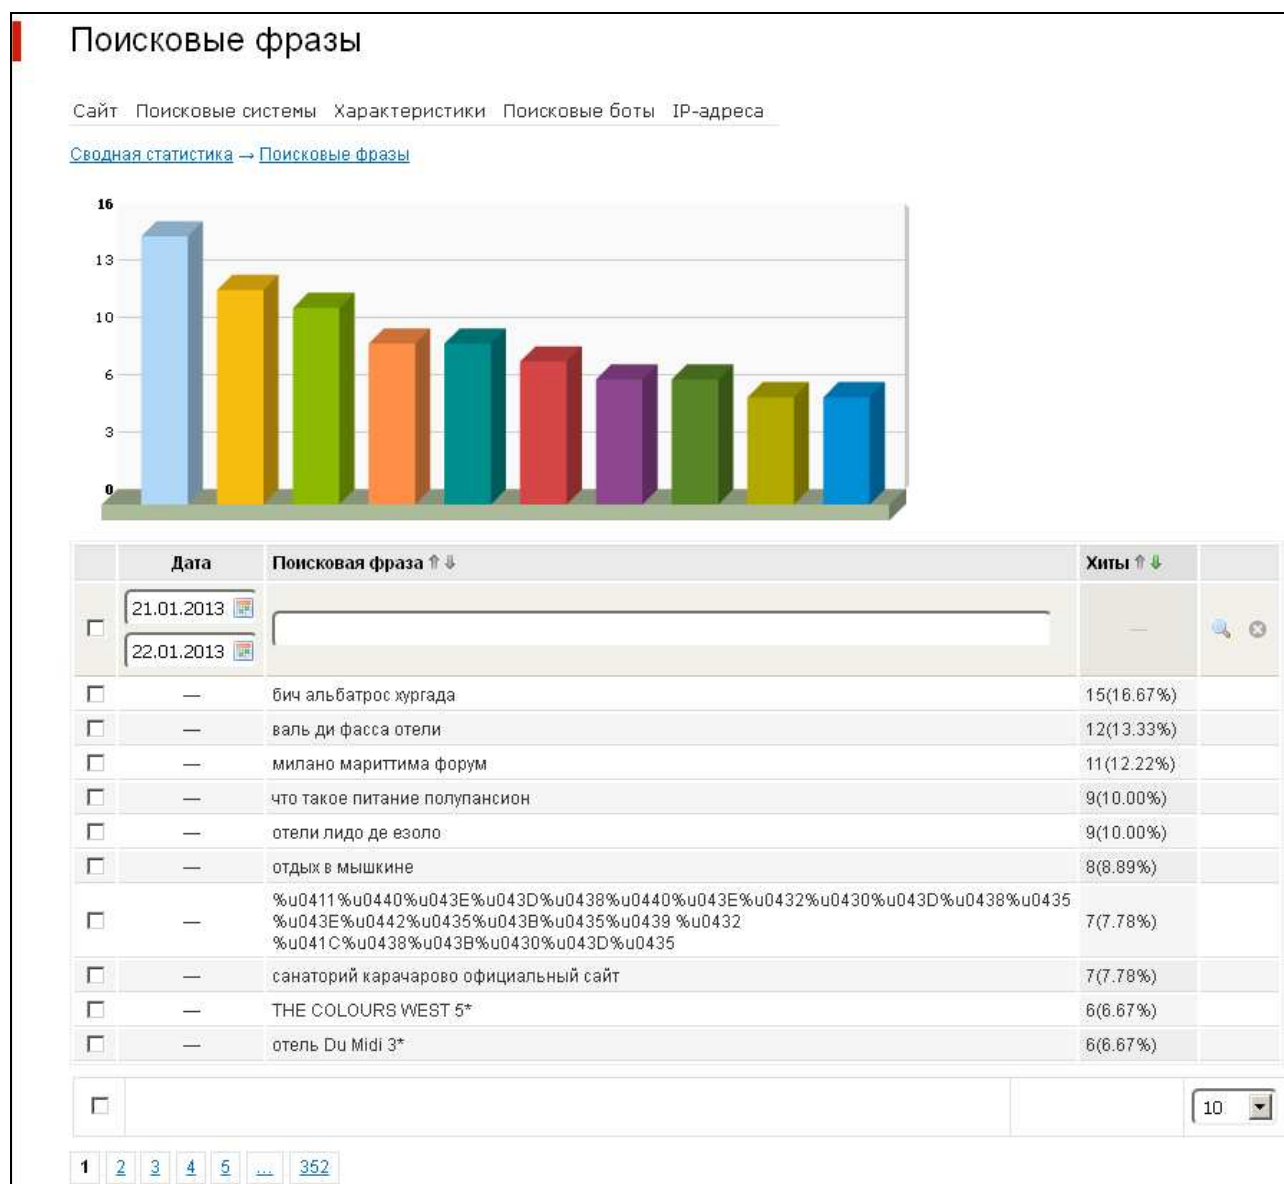 Поисковые фразы
Сайт Поисковые системы Характеристики Поисковые боты IP-адреса
Сводная статистика → Поисковые фразы
16
13
10
6
3
0
Дата Поисковая фраза ⇑ ⇓ Хиты ⇑ ⇓
21.01.2013
—
22.01.2013
— бич альбатрос хургада 15(16.67%)
— валь ди фасса отели 12(13.33%)
— милано мариттима форум 11(12.22%)
— что такое питание полупансион 9(10.00%)
— отели лидо де езоло 9(10.00%)
— отдых в мышкине 8(8.89%)
%u0411%u0440%u043E%u043D%u0438%u0440%u043E%u0432%u0430%u043D%u0438%u0435
— %u043E%u0442%u0435%u043B%u0435%u0439 %u0432 7(7.78%)
%u041C%u0438%u043B%u0430%u043D%u0435
— санаторий карачарово официальный сайт 7(7.78%)
— THE COLOURS WEST 5* 6(6.67%)
— отель Du Midi 3* 6(6.67%)
10
1 2 3 4 5 ... 352